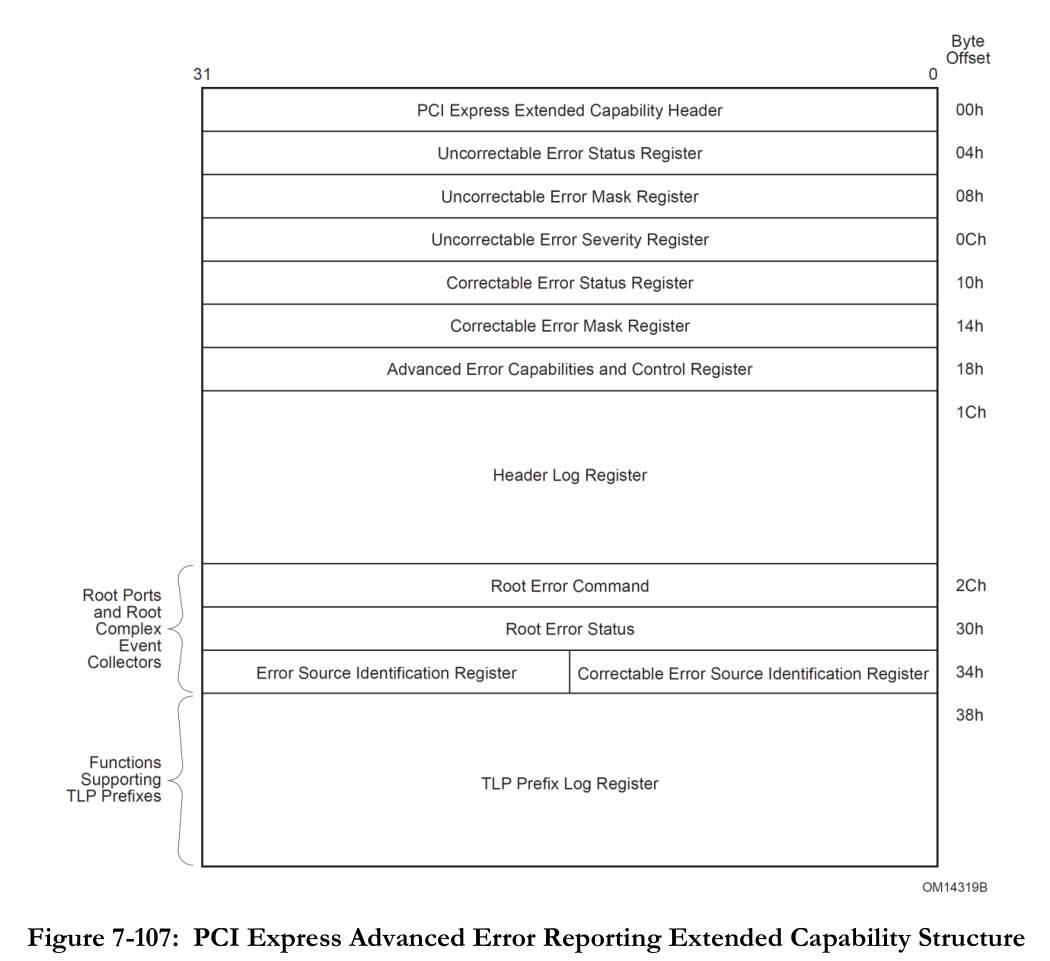 Byte
Offset
31
0
PCI Express Extended Capability Header
00h
Uncorrectable Error Status Register
04h
Uncorrectable Error Mask Register
08h
Uncorrectable Error Severity Register
0Ch
Correctable Error Status Register
10h
Correctable Error Mask Register
14h
Advanced Error Capabilities and Control Register
18h
1Ch
Header Log Register
Root Ports
and Root
Complex
Event
Collectors
Root Error Command
2Ch
Root Error Status
30h
Error Source Identification Register
Correctable Error Source Identification Register
34h
38h
Functions
Supporting
TLP Prefixes
TLP Prefix Log Register
OM14319B
Figure 7-107: PCI Express Advanced Error Reporting Extended Capability Structure